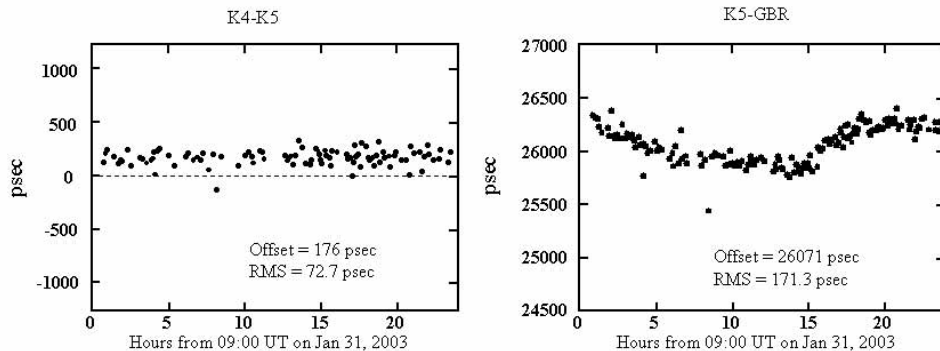 K4-K5
psec
1000
500
0
-500
-1000
Offset = 176 psec
RMS = 72.7 psec
0 5 10 15 20
Hours from 09:00 UT on Jan 31, 2003
K5-GBR
psec
27000
26500
26000
25500
25000
24500
Offset = 26071 psec
RMS = 171.3 psec
0 5 10 15 20
Hours from 09:00 UT on Jan 31, 2003